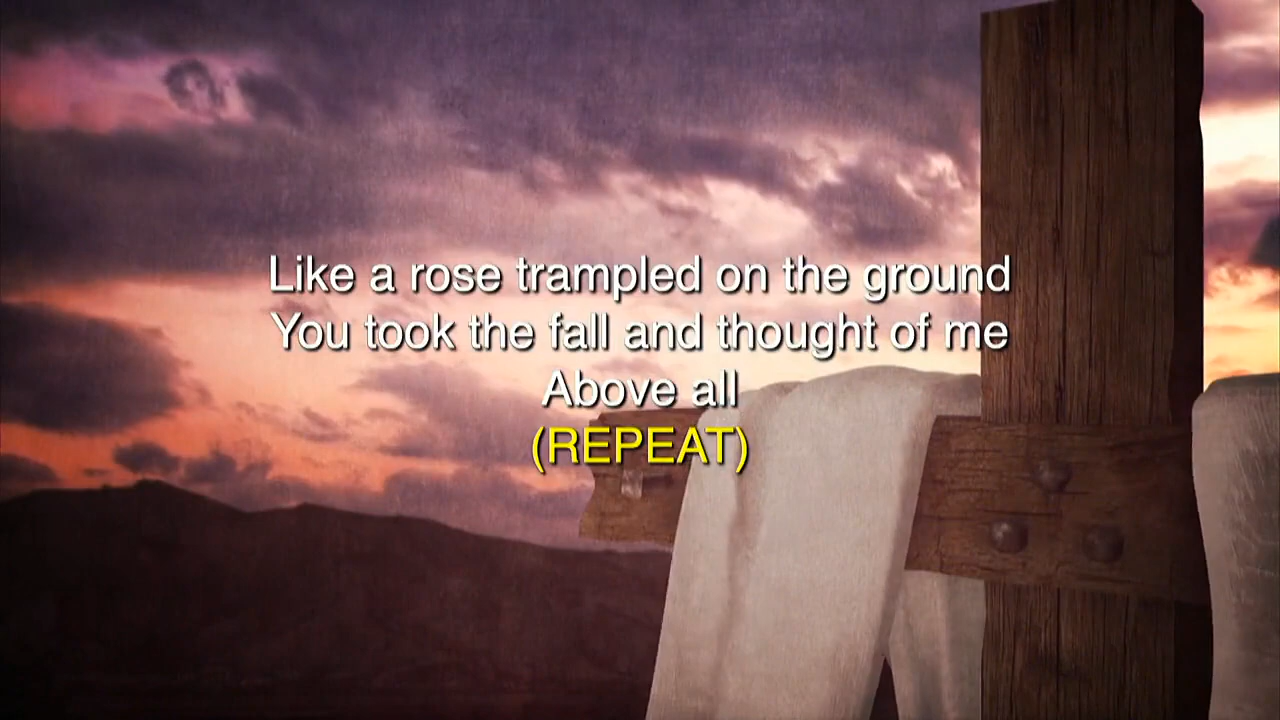 Like a rose trampled on the ground
You took the fall and thought of me
Above all
(REPEAT)